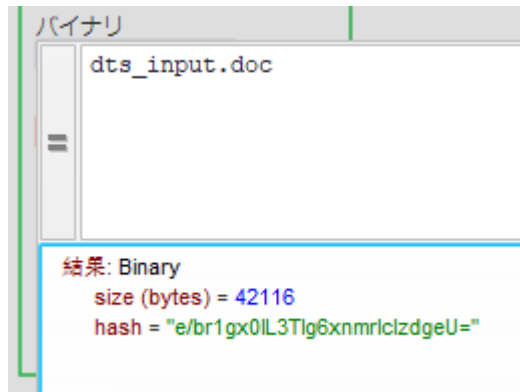 バイナリ
dts_input.doc
=
結果: Binary
size (bytes) = 42116
hash = "e/br1gx0lL3Tlg6xnmrlclzdgeU="